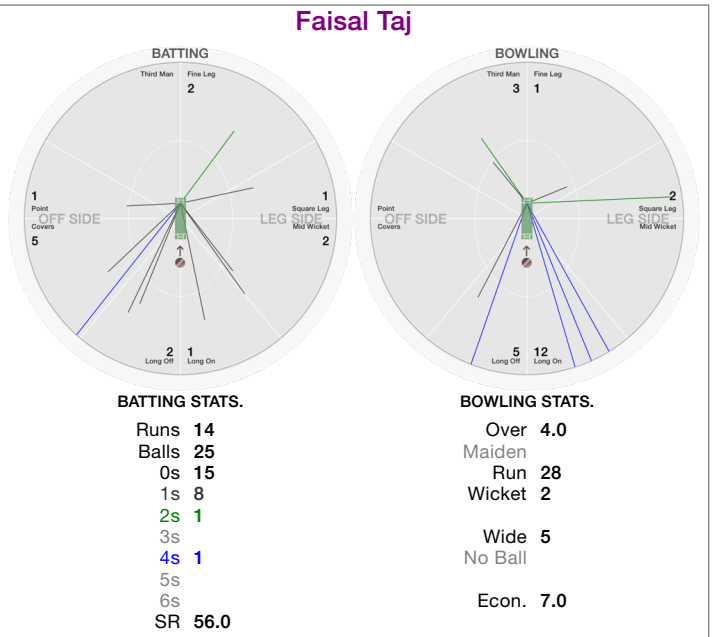 Faisal Taj
BATTING
Third Man
Fine Leg
2
1
Point
OFF SIDE
Covers
5
1
Square Leg
LEG SIDE
Mid Wicket
2
2
Long Off
1
Long On
BATTING STATS.
Runs 14
Balls 25
0s 15
1s 8
2s 1
3s
4s 1
5s
6s
SR 56.0
BOWLING
Third Man
3
Fine Leg
1
Point
OFF SIDE
Covers
2
Square Leg
LEG SIDE
Mid Wicket
5
Long Off
12
Long On
BOWLING STATS.
Over 4.0
Maiden
Run 28
Wicket 2
Wide 5
No Ball
Econ. 7.0